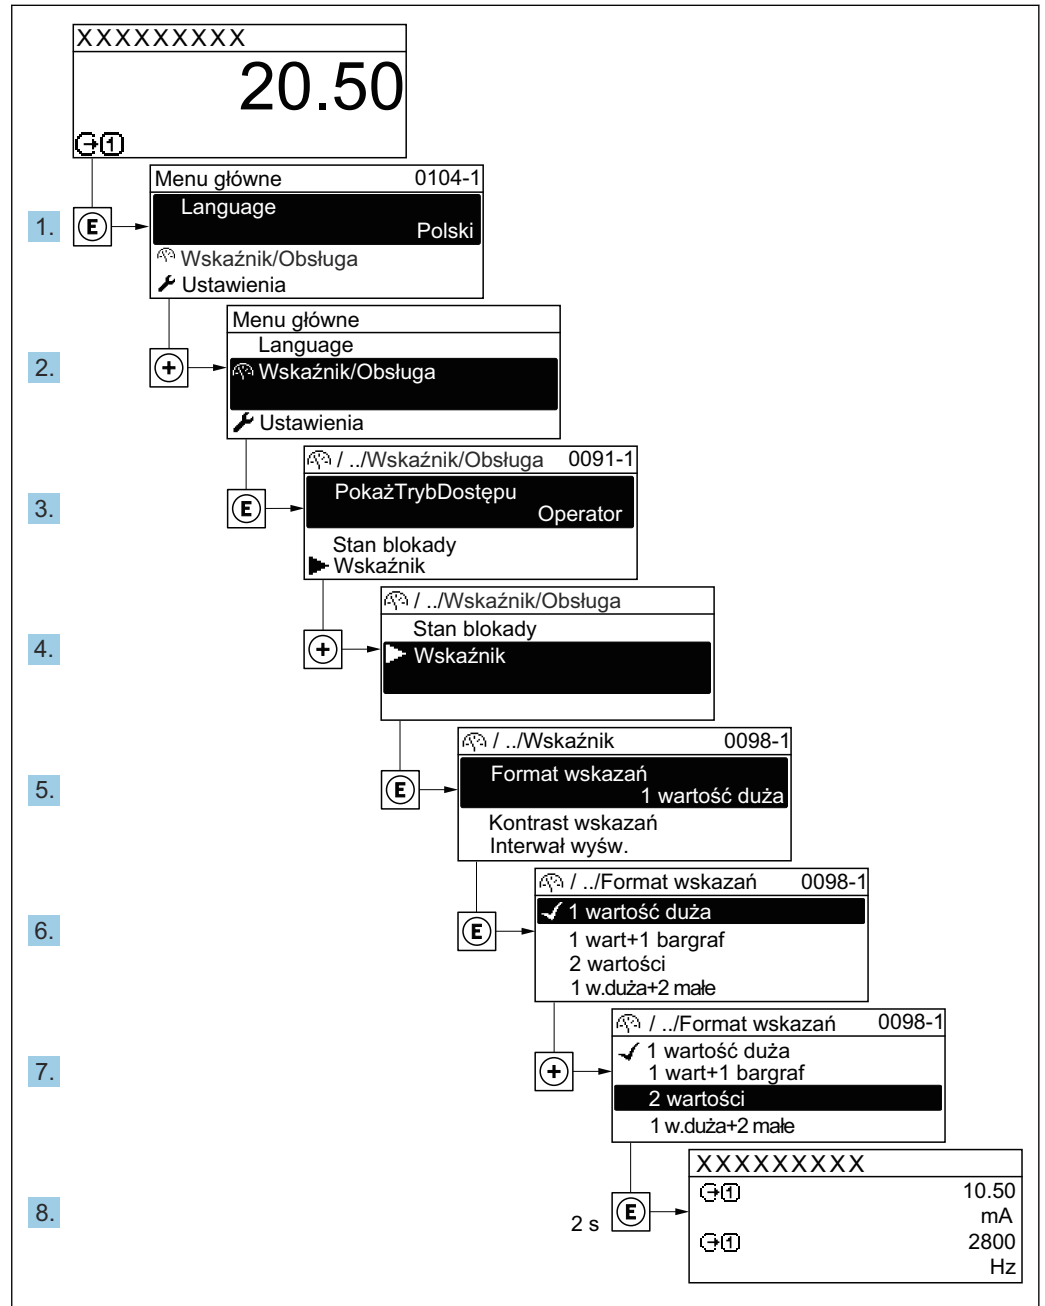 XXXXXXXXX
20.50
1
Menu główne 0104-1
Language
Polski
1. E
Wskaźnik/Obsługa
Ustawienia
Menu główne
Language
2. + Wskaźnik/Obsługa
Ustawienia
/ ../Wskaźnik/Obsługa 0091-1
PokażTrybDostępu
3. E Operator
Stan blokady
Wskaźnik
/ ../Wskaźnik/Obsługa
Stan blokady
4. + Wskaźnik
/ ../Wskaźnik 0098-1
Format wskazań
5. E 1 wartość duża
Kontrast wskazań
Interwał wyśw.
/ ../Format wskazań 0098-1
1 wartość duża
6. E
1 wart+1 bargraf
2 wartości
1 w.duża+2 małe
/ ../Format wskazań 0098-1
1 wartość duża
7. +
1 wart+1 bargraf
2 wartości
1 w.duża+2 małe
XXXXXXXXX
1 10.50
8. 2 s E mA
1 2800
Hz